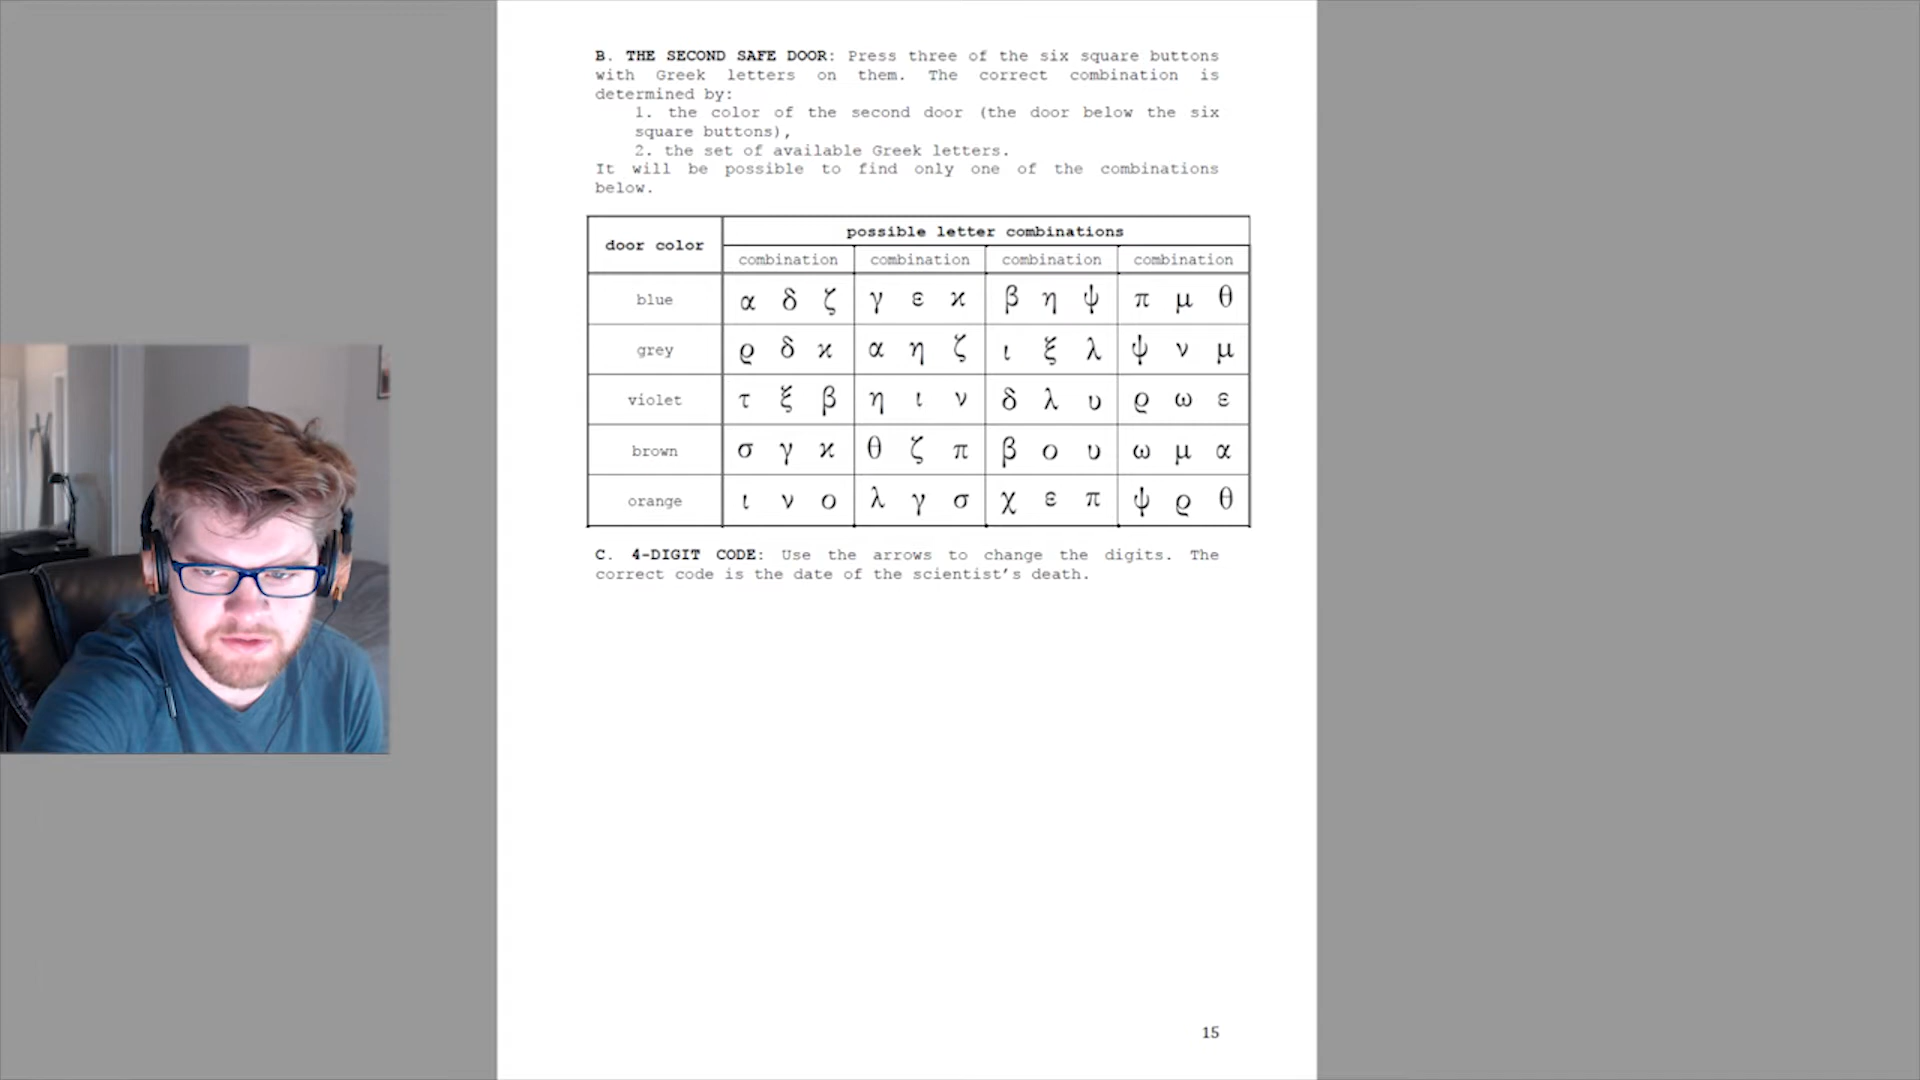 B. THE SECOND SAFE DOOR: Press three of the six square buttons
with Greek letters on them. The correct combination is
determined by:
1. the color of the second door (the door below the six
square buttons),
2. the set of available Greek letters.
It will be possible to find only one of the combinations
below.
door color possible letter combinations
combination combination combination combination
blue α δ ζ γ ε ϰ β η ψ π μ θ
grey ϱ δ ϰ α η ζ ι ξ λ ψ ν μ
violet τ ξ β η ι ν δ λ υ ϱ ω ε
brown σ γ ϰ θ ζ π β ο υ ω μ α
orange ι ν ο λ γ σ χ ε π ψ ϱ θ
C. 4-DIGIT CODE: Use the arrows to change the digits. The
correct code is the date of the scientist’s death.
15